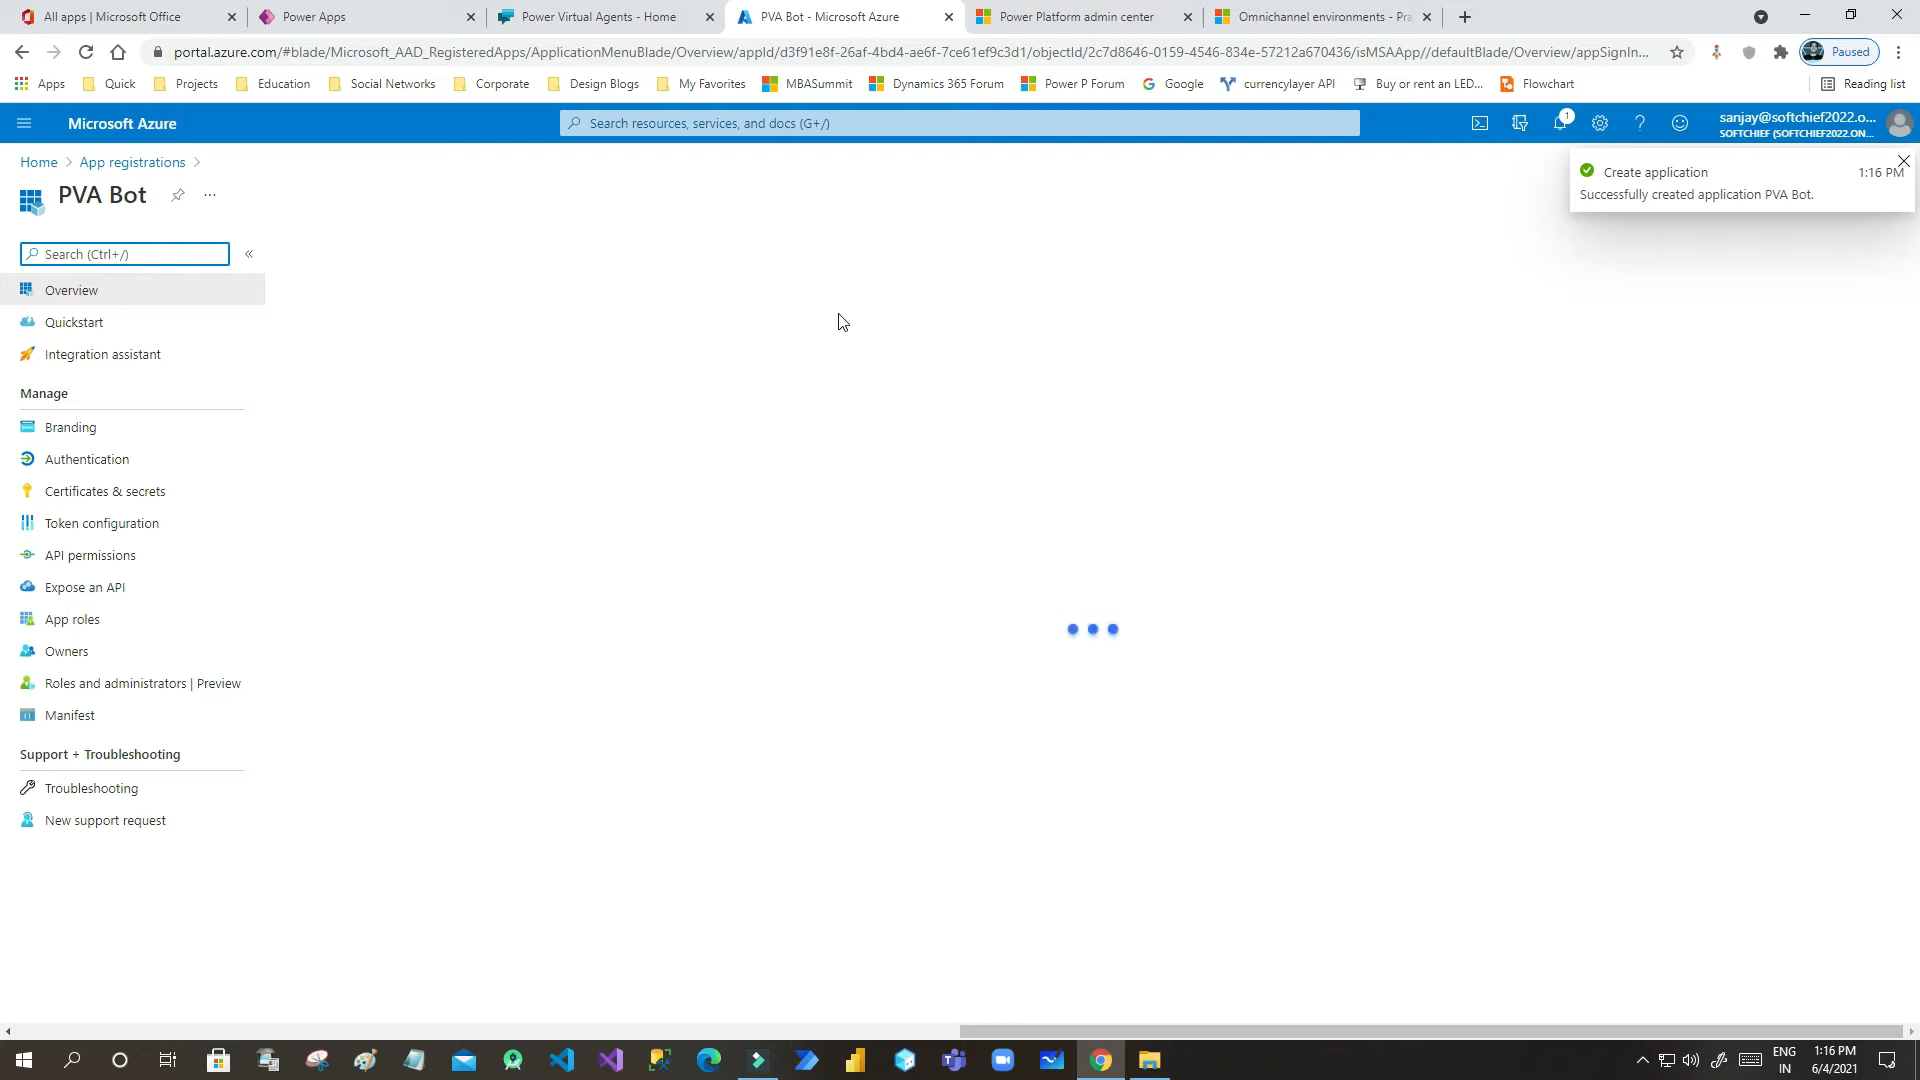 All apps | Microsoft Office
Power Apps
Power Virtual Agents - Home
PVA Bot - Microsoft Azure
Power Platform admin center
Omnichannel environments - Pra
portal.azure.com/#blade/Microsoft_AAD_RegisteredApps/ApplicationMenuBlade/Overview/appId/d3f91e8f-26af-4bd4-ae6f-7ce61ef9c3d1/objectId/2c7d8646-0159-4546-834e-57212a670436/isMSAApp//defaultBlade/Overview/appSignIn...
Paused
Apps
Quick
Projects
Education
Social Networks
Corporate
Design Blogs
My Favorites
MBASummit
Dynamics 365 Forum
Power P Forum
Google
currencylayer API
Buy or rent an LED...
Flowchart
Reading list
Microsoft Azure
Search resources, services, and docs (G+/)
1
sanjay@softchief2022.o...
SOFTCHIEF (SOFTCHIEF2022.ON...
Home
App registrations
Create application
1:16 PM
Successfully created application PVA Bot.
PVA Bot
Search (Ctrl+/)
Overview
Quickstart
Integration assistant
Manage
Branding
Authentication
Certificates & secrets
Token configuration
API permissions
Expose an API
App roles
Owners
Roles and administrators | Preview
Manifest
Support + Troubleshooting
Troubleshooting
New support request
ENG
IN
1:16 PM
6/4/2021